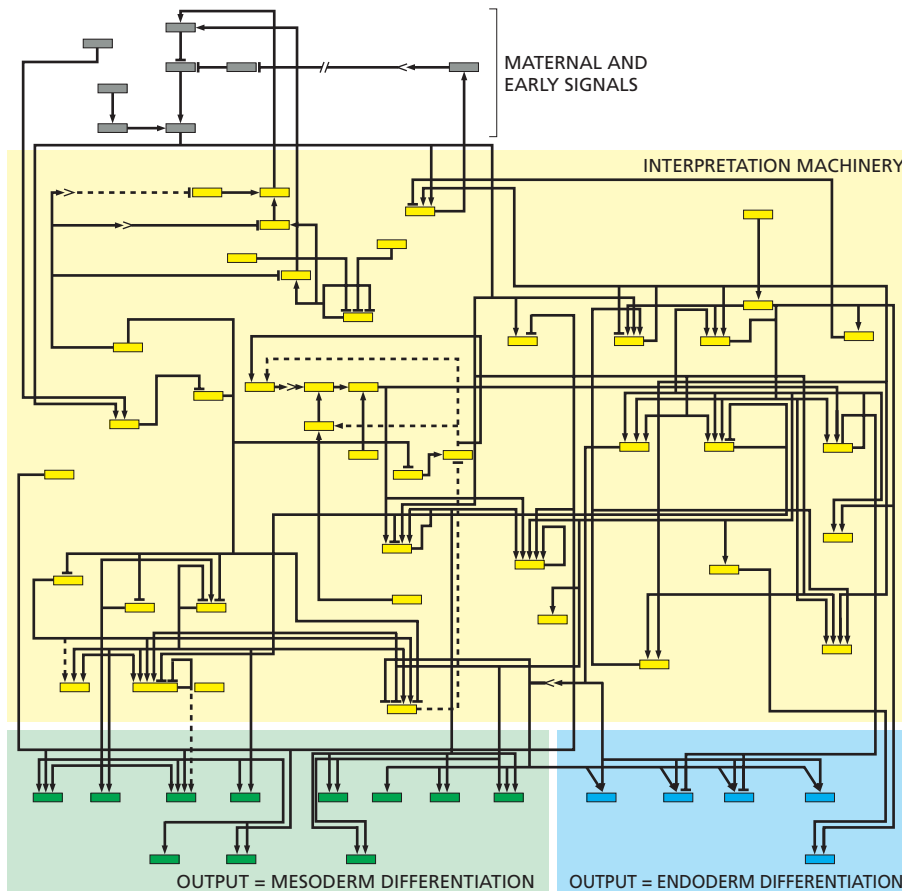 MATERNAL AND
EARLY SIGNALS
INTERPRETATION MACHINERY
OUTPUT = MESODERM DIFFERENTIATION
OUTPUT = ENDODERM DIFFERENTIATION